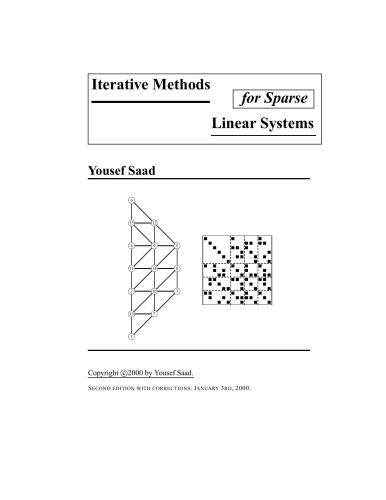 Iterative Methods
for Sparse
Linear Systems
Yousef Saad
Copyright ©2000 by Yousef Saad.
SECOND EDITION WITH CORRECTIONS. JANUARY 3RD, 2000.